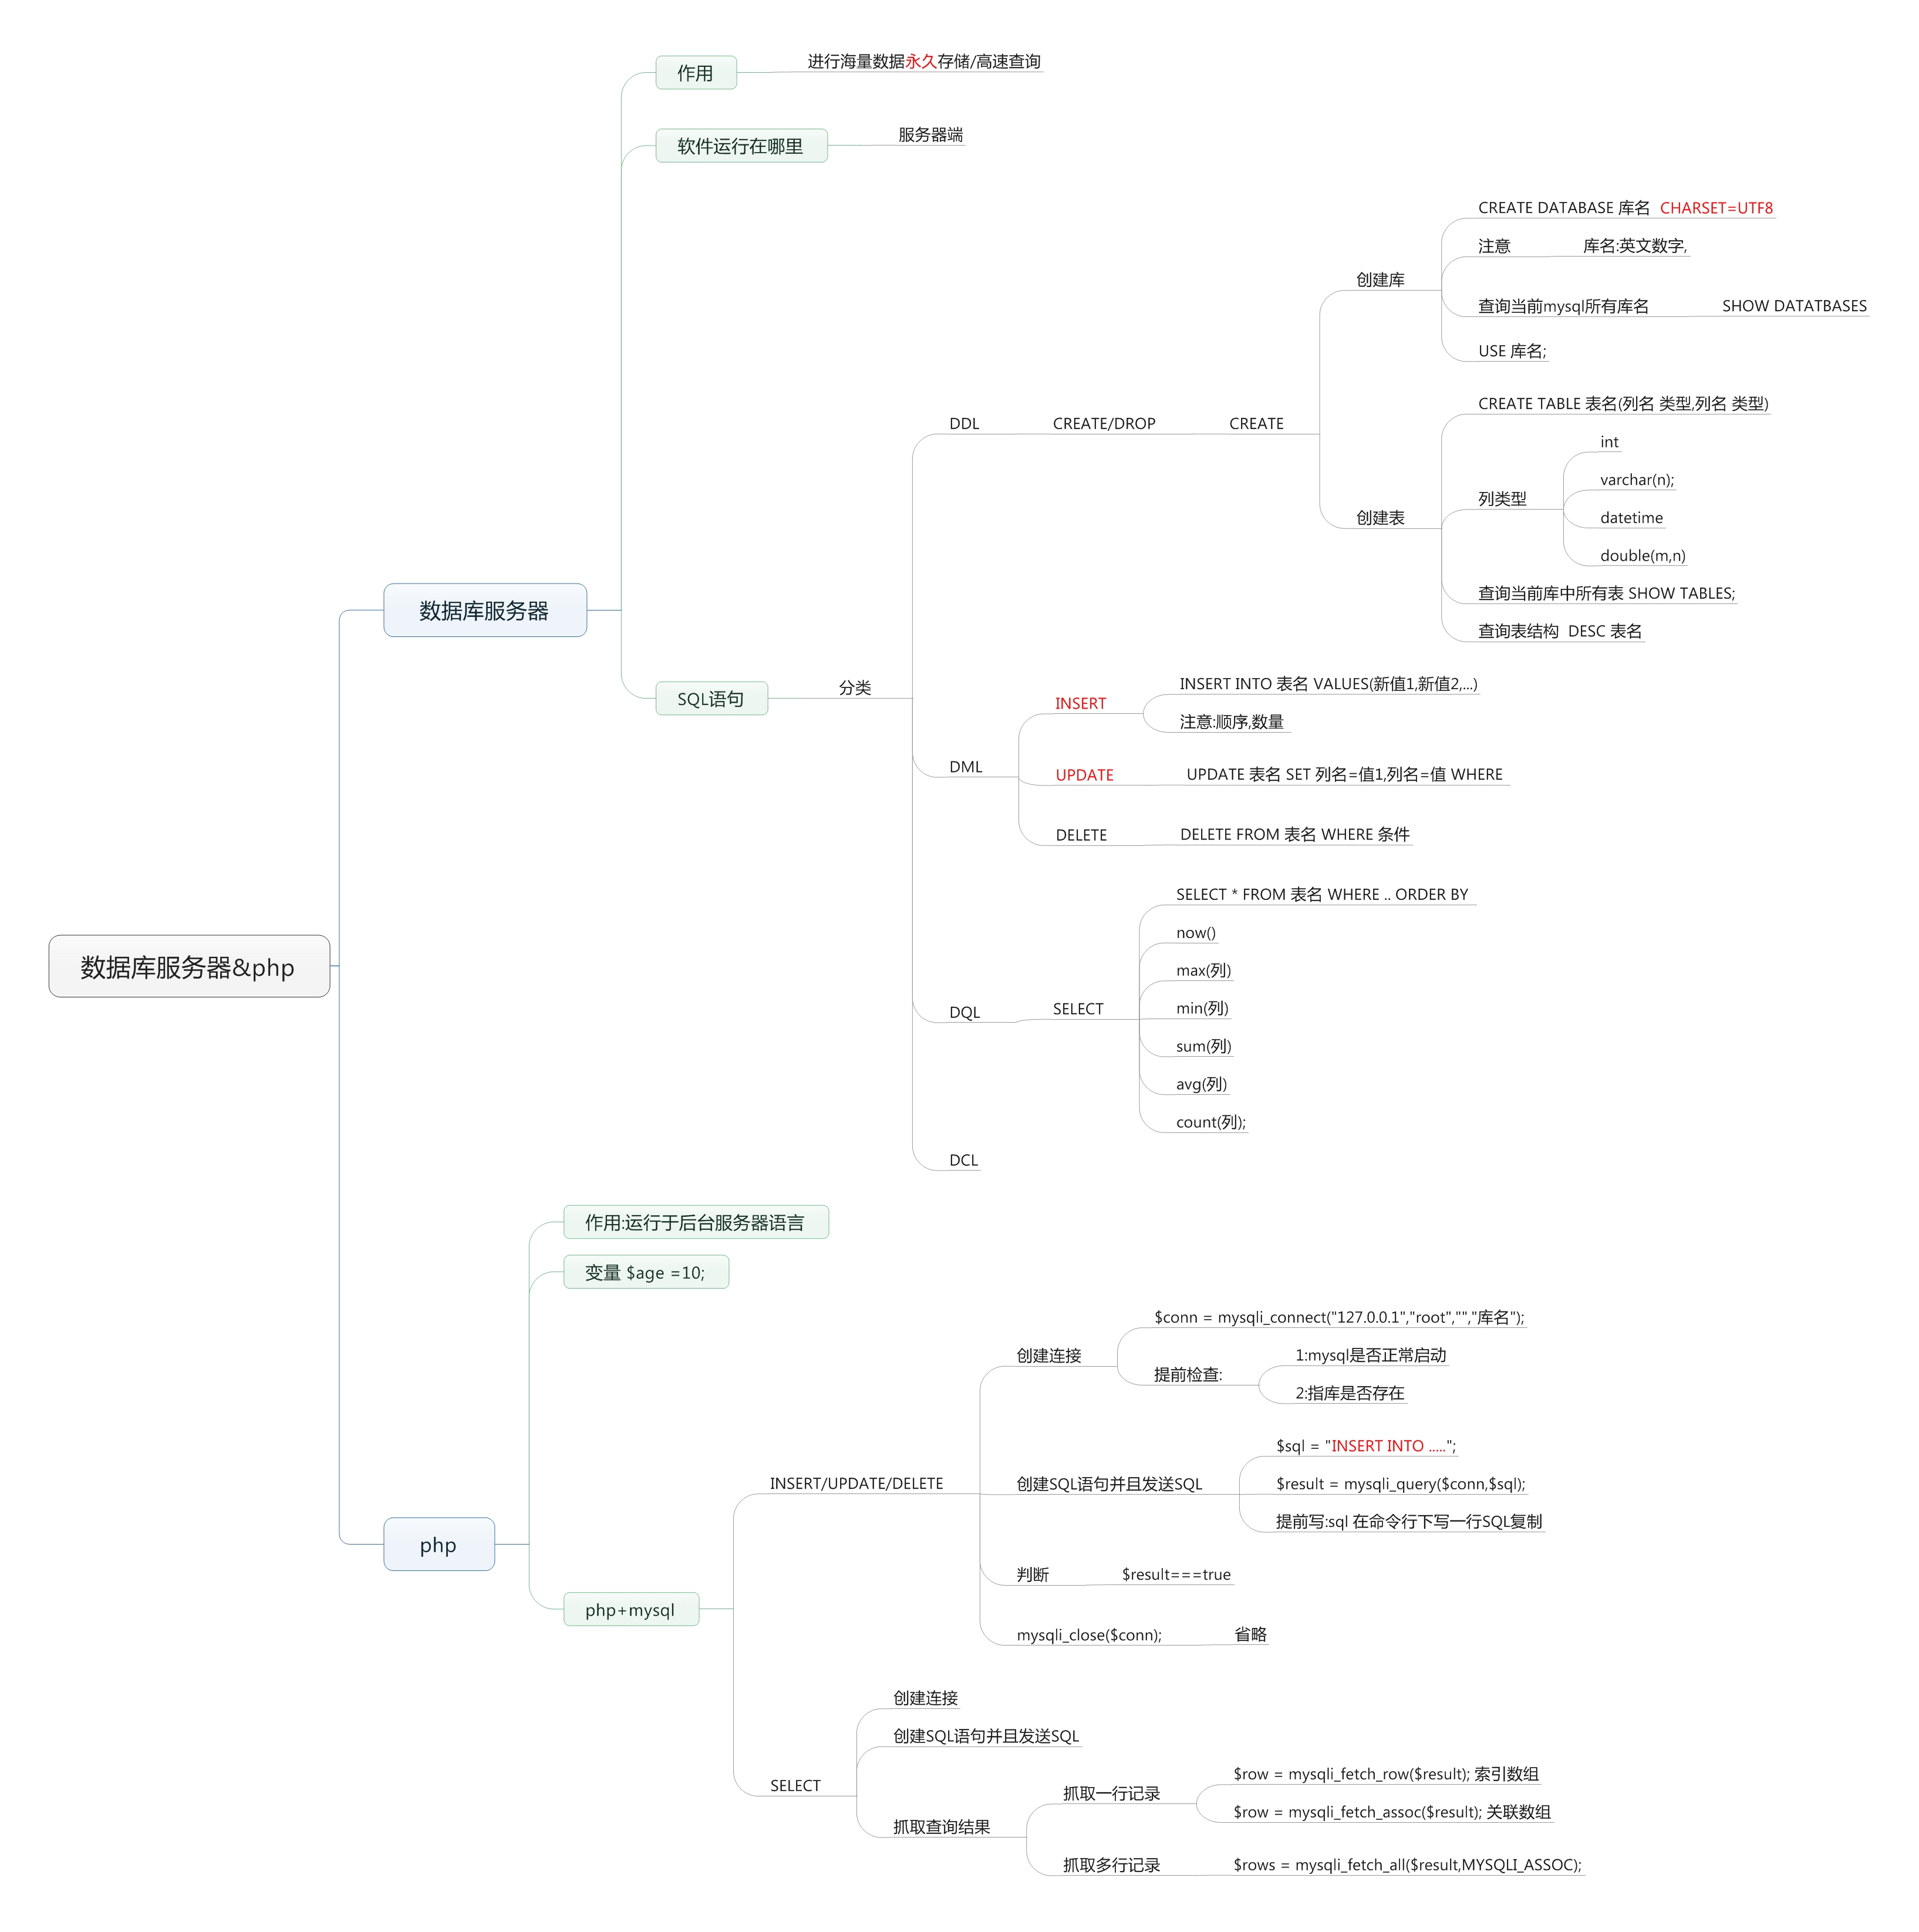 数据库服务器&php
数据库服务器
作用
进行海量数据永久存储/高速查询
软件运行在哪里
服务器端
SQL语句
分类
DDL
CREATE/DROP
CREATE
创建库
CREATE DATABASE 库名 CHARSET=UTF8
注意
库名:英文数字,
查询当前mysql所有库名
SHOW DATATBASES
USE 库名;
创建表
CREATE TABLE 表名(列名 类型,列名 类型)
列类型
int
varchar(n);
datetime
double(m,n)
查询当前库中所有表 SHOW TABLES;
查询表结构 DESC 表名
DML
INSERT
INSERT INTO 表名 VALUES(新值1,新值2,...)
注意:顺序,数量
UPDATE
UPDATE 表名 SET 列名=值1,列名=值 WHERE
DELETE
DELETE FROM 表名 WHERE 条件
DQL
SELECT
SELECT * FROM 表名 WHERE .. ORDER BY
now()
max(列)
min(列)
sum(列)
avg(列)
count(列);
DCL
php
作用:运行于后台服务器语言
变量 $age =10;
php+mysql
INSERT/UPDATE/DELETE
创建连接
$conn = mysqli_connect("127.0.0.1","root","","库名");
提前检查:
1:mysql是否正常启动
2:指库是否存在
创建SQL语句并且发送SQL
$sql = "INSERT INTO .....";
$result = mysqli_query($conn,$sql);
提前写:sql 在命令行下写一行SQL复制
判断
$result===true
mysqli_close($conn);
省略
SELECT
创建连接
创建SQL语句并且发送SQL
抓取查询结果
抓取一行记录
$row = mysqli_fetch_row($result); 索引数组
$row = mysqli_fetch_assoc($result); 关联数组
抓取多行记录
$rows = mysqli_fetch_all($result,MYSQLI_ASSOC);